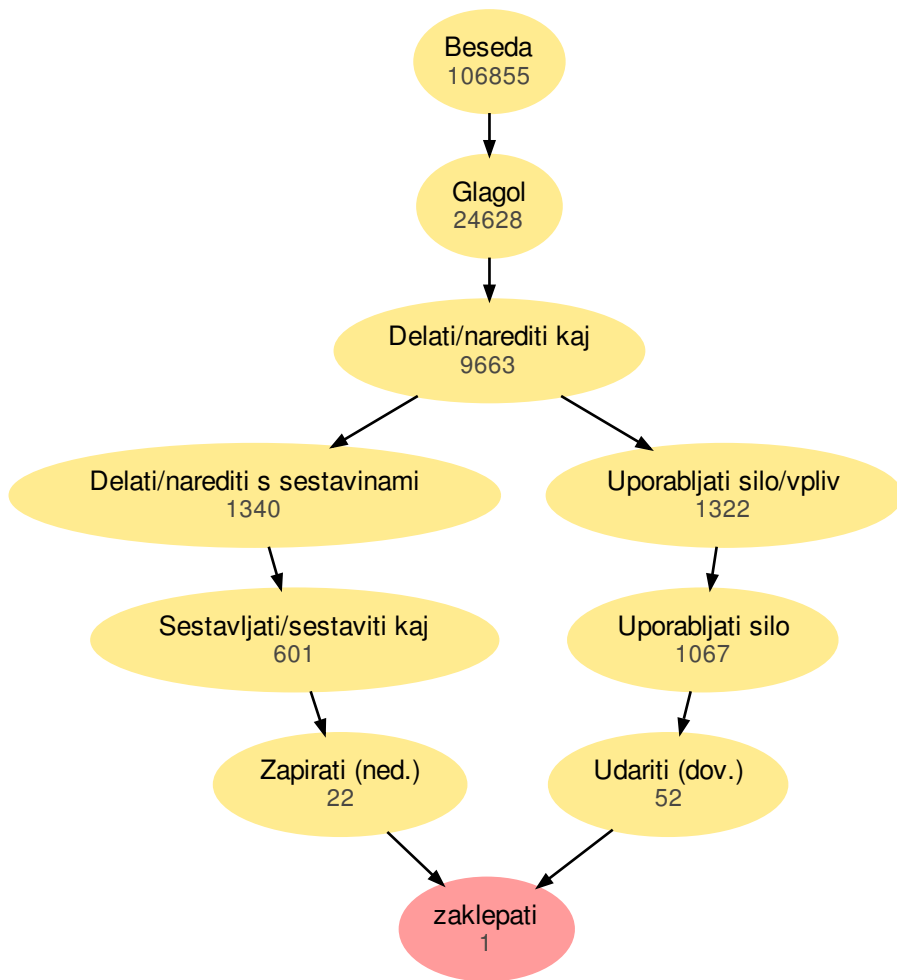 Beseda
106855
Glagol
24628
Delati/narediti kaj
9663
Delati/narediti s sestavinami
1340
Uporabljati silo/vpliv
1322
Sestavljati/sestaviti kaj
601
Uporabljati silo
1067
Zapirati (ned.)
22
Udariti (dov.)
52
zaklepati
1